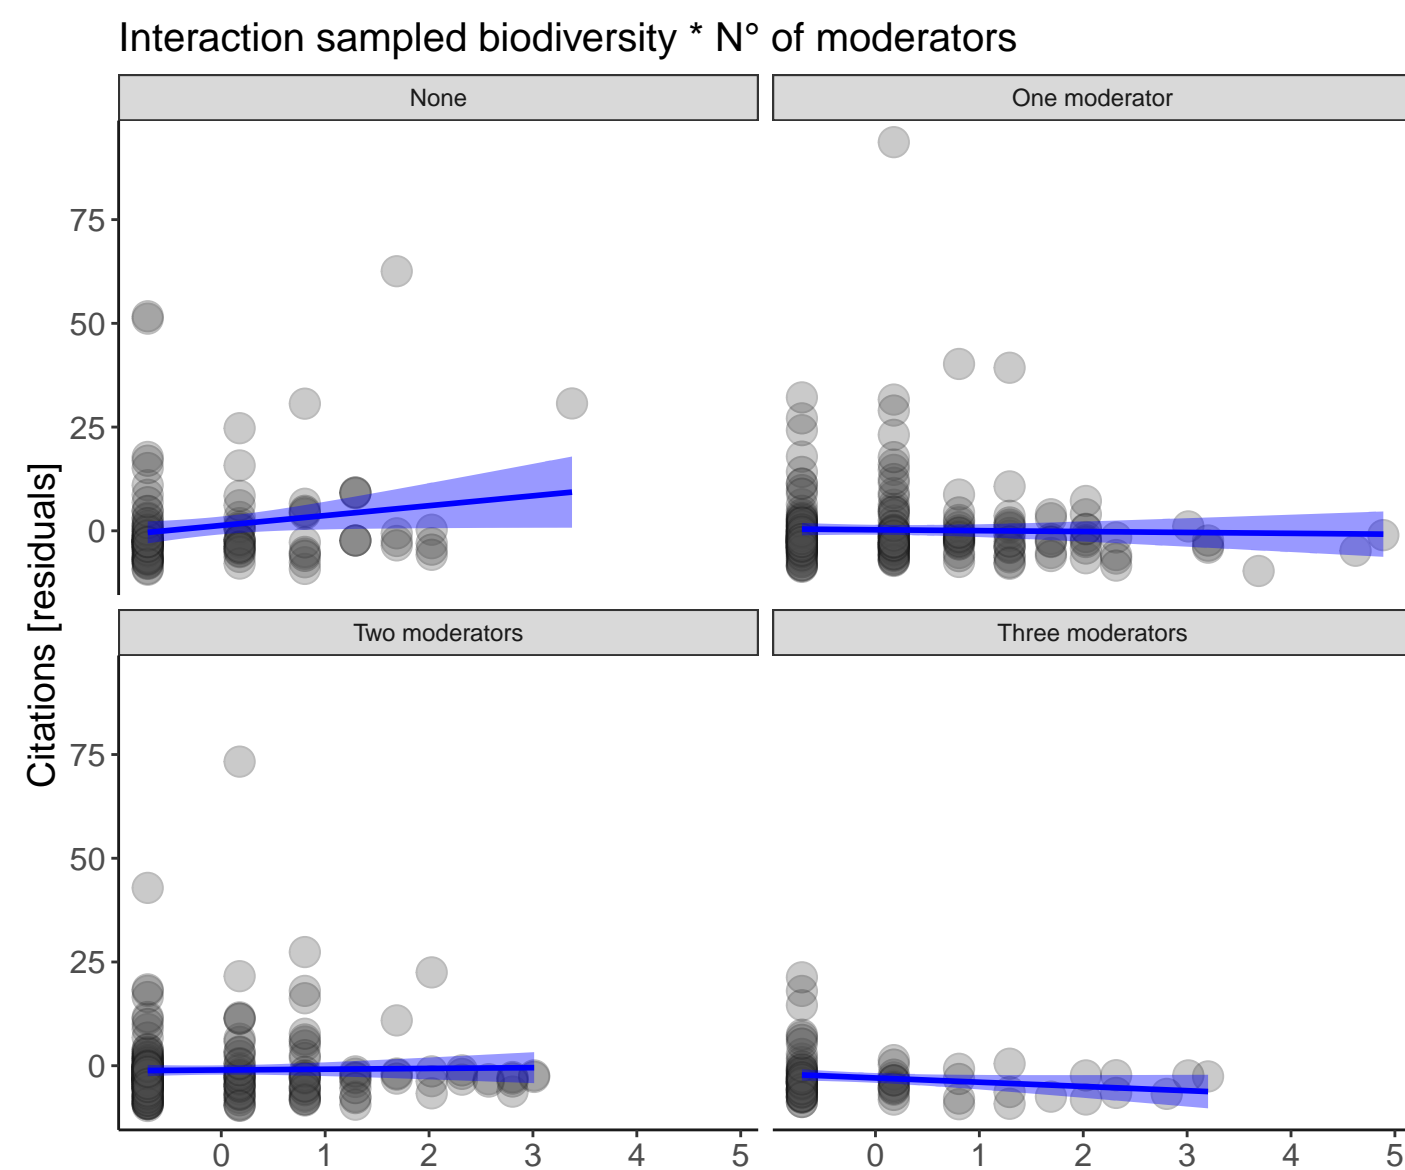 Interaction sampled biodiversity * N° of moderators
None
One moderator
75
50
25
0
Citations [residuals]
Two moderators
Three moderators
75
50
25
0
0 1 2 3 4 5
0 1 2 3 4 5